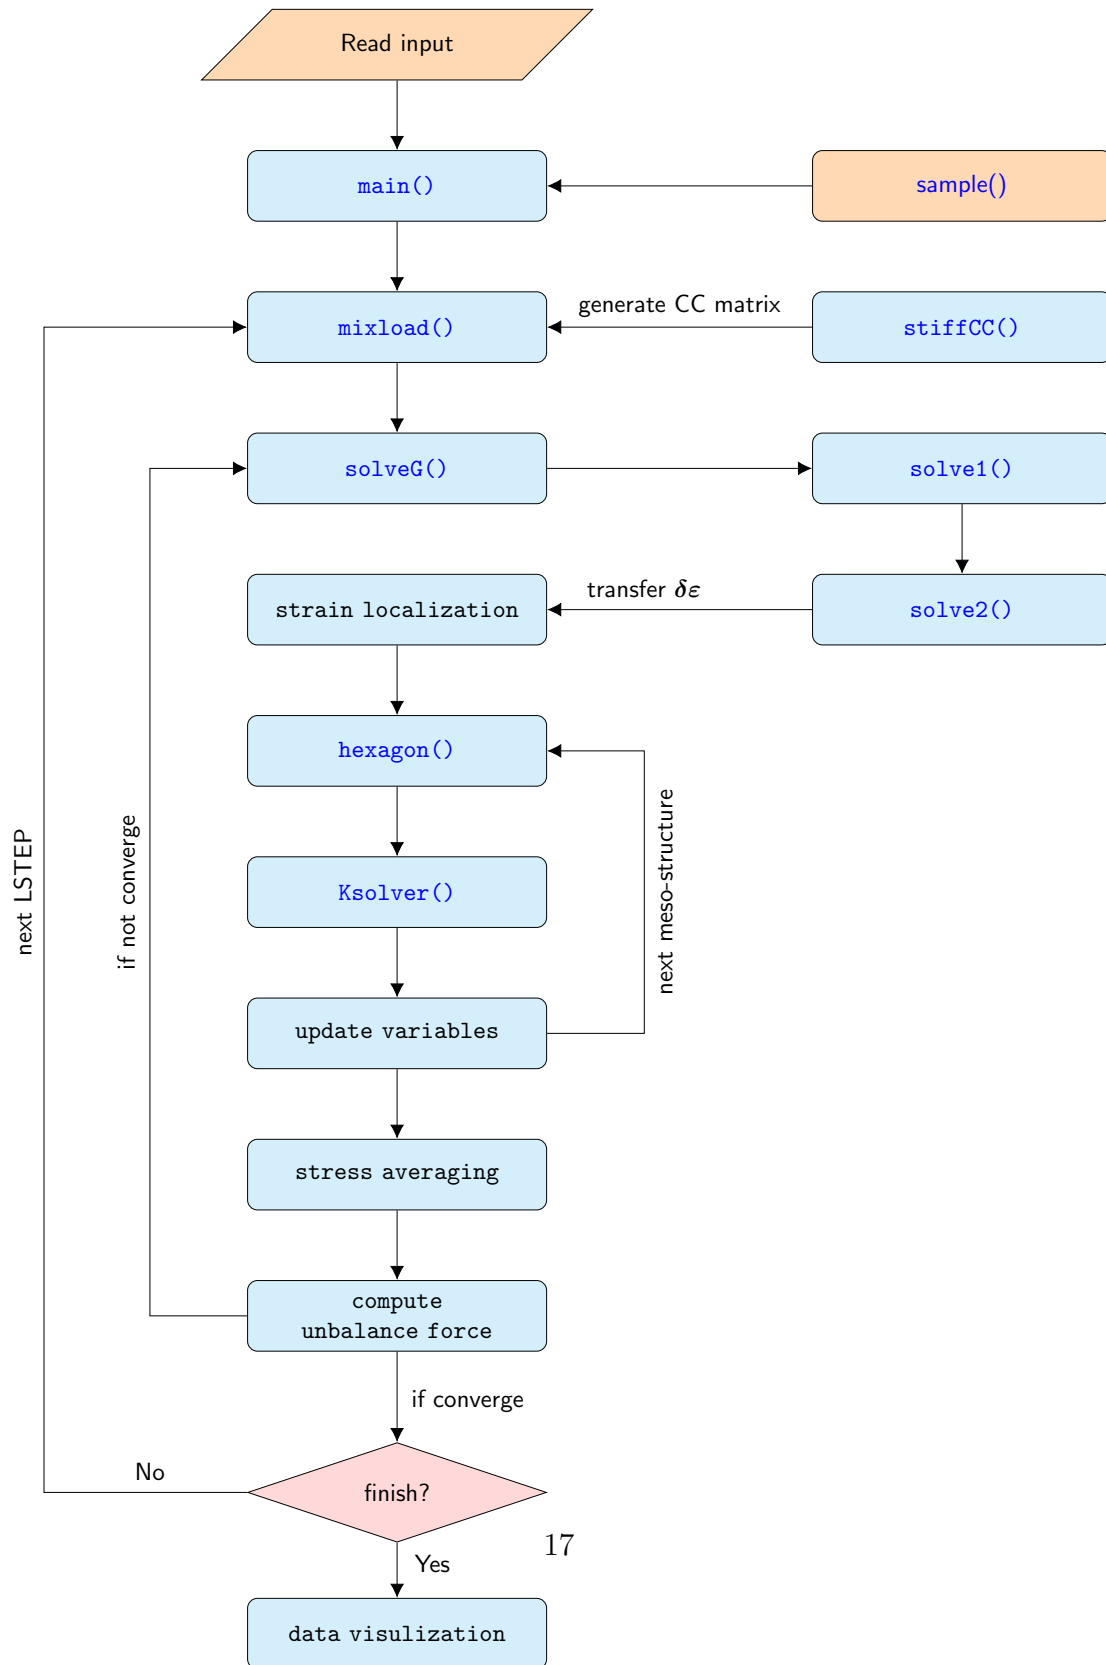 Read input
main()
sample()
mixload()
generate CC matrix
stiffCC()
solveG()
solve1()
strain localization
transfer δε
solve2()
hexagon()
next meso-structure
Ksolver()
next LSTEP
if not converge
update variables
stress averaging
compute
unbalance force
if converge
No
finish?
17
Yes
data visulization